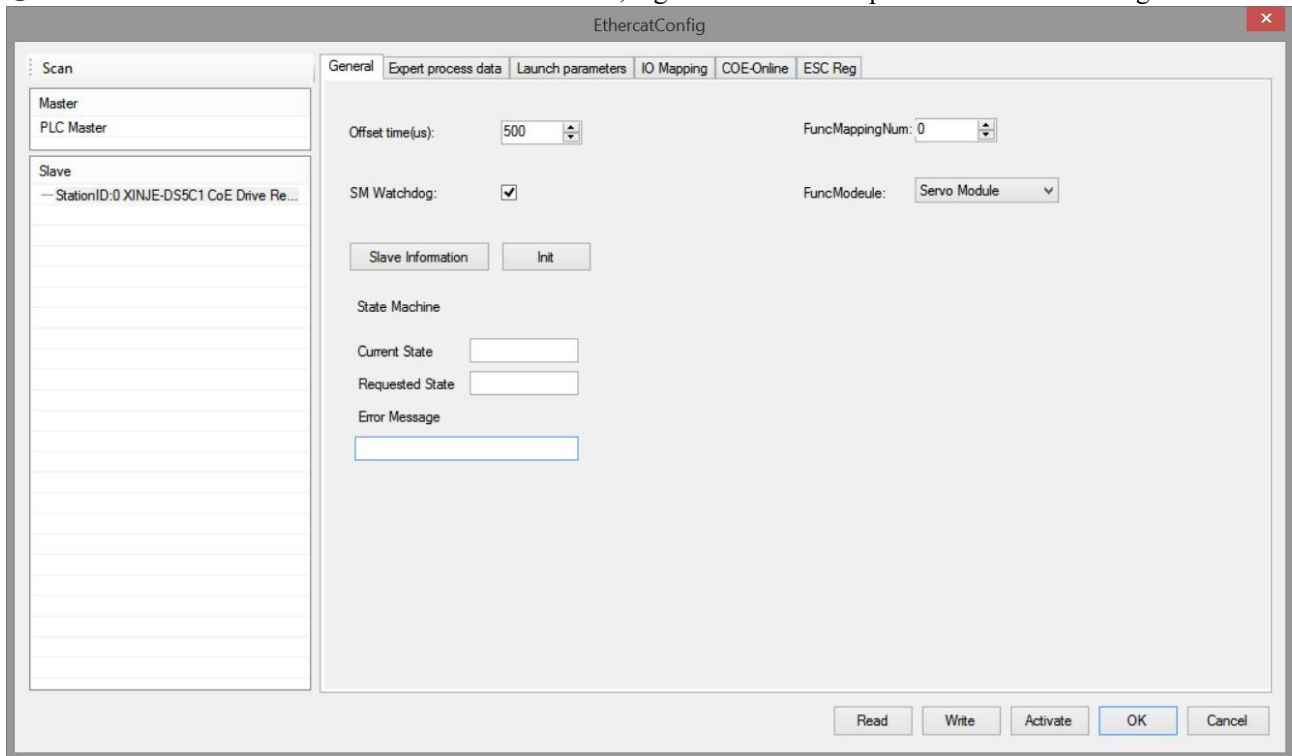 EthercatConfig
Scan
Master
PLC Master
Slave
StationID:0 XINJE-DS5C1 CoE Drive Re...
General Expert process data Launch parameters IO Mapping COE-Online ESC Reg
Offset time(us): 500 FuncMappingNum: 0
SM Watchdog: FuncModeule: Servo Module
Slave Information Init
State Machine
Current State
Requested State
Error Message
Read Write Activate OK Cancel